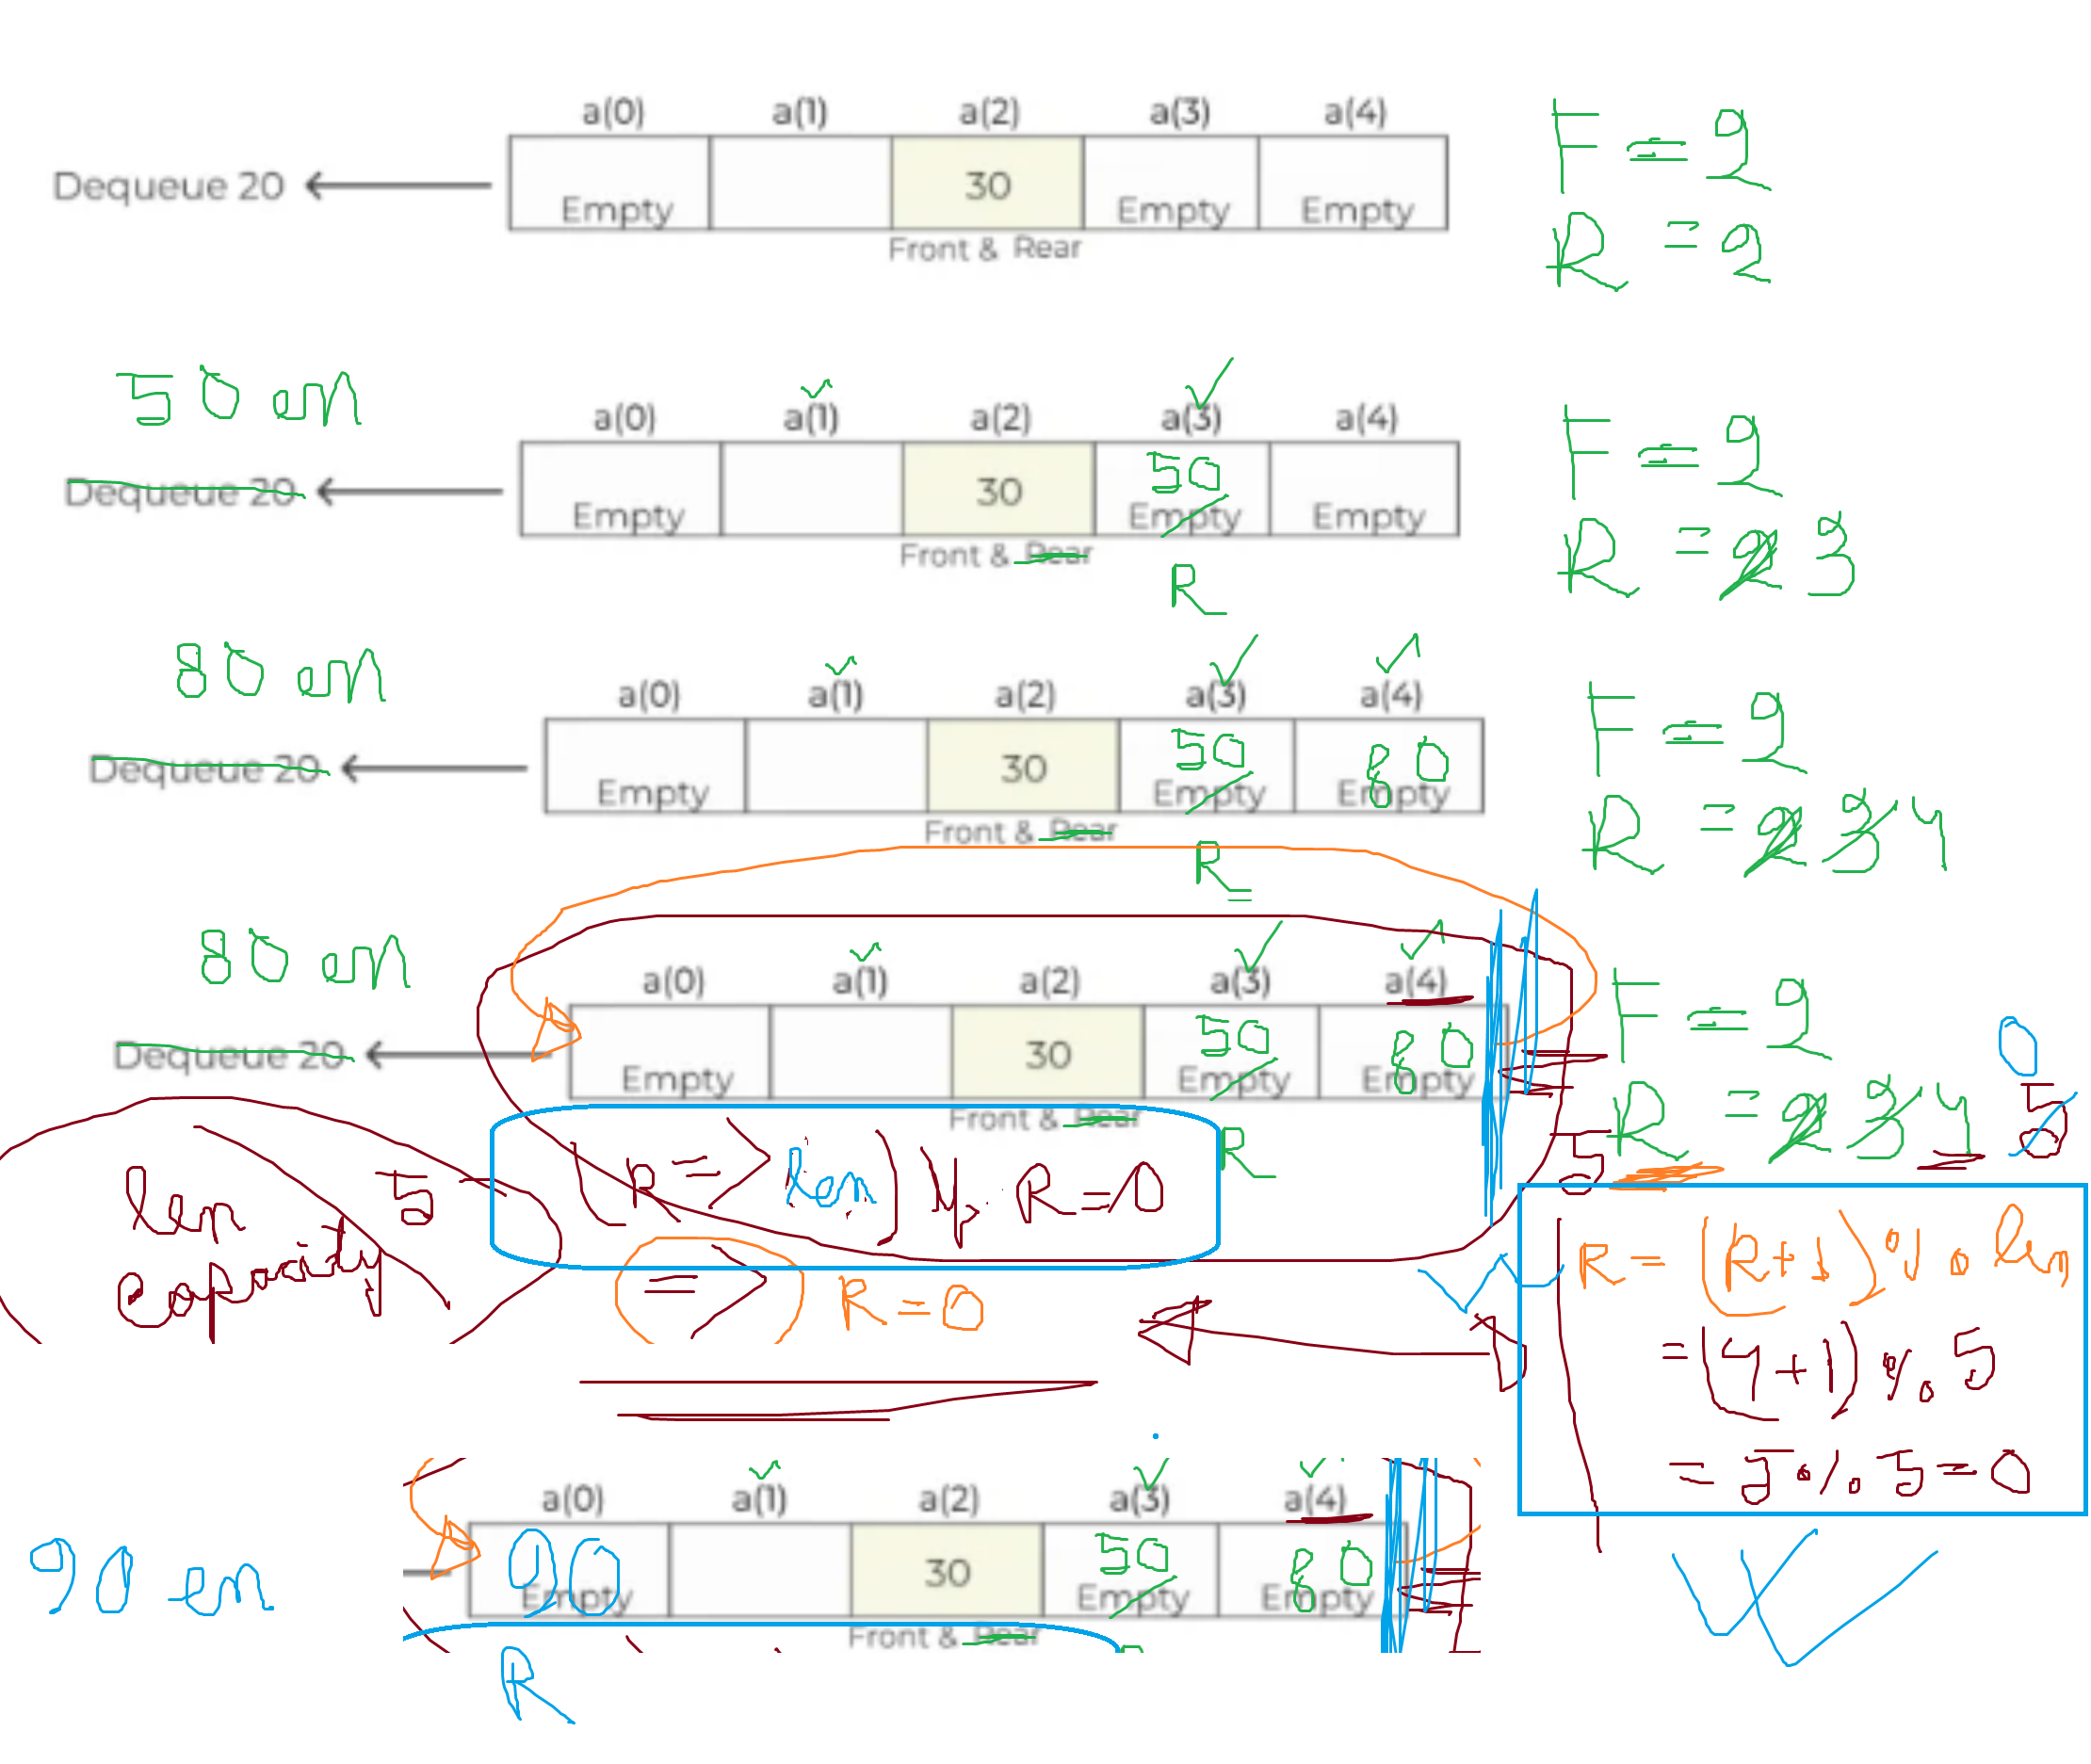 a(0) a(1) a(2) a(3) a(4)
Dequeue 20
Empty 30 Empty Empty
Front & Rear
F = 2
R = 2
50 en
a(0) a(1) a(2) a(3) a(4)
Dequeue 20
Empty 30 50 Empty Empty
Front & Rear
R
F = 2
R = 2 3
80 en
a(0) a(1) a(2) a(3) a(4)
Dequeue 20
Empty 30 50 Empty 80 Empty
Front & Rear
R
F = 2
R = 2 3 4
80 en
a(0) a(1) a(2) a(3) a(4)
Dequeue 20
Empty 30 50 Empty 80 Empty
Front & Rear
R
F = 2
0
R = 2 3 4 5
5
len 5
capacity
(R => len) R = 0
=> R = 0
R = (R+1) % len
= (4+1) % 5
= 5 % 5 = 0
90 en
a(0) a(1) a(2) a(3) a(4)
90 Empty 30 50 Empty 80 Empty
Front & Rear
R